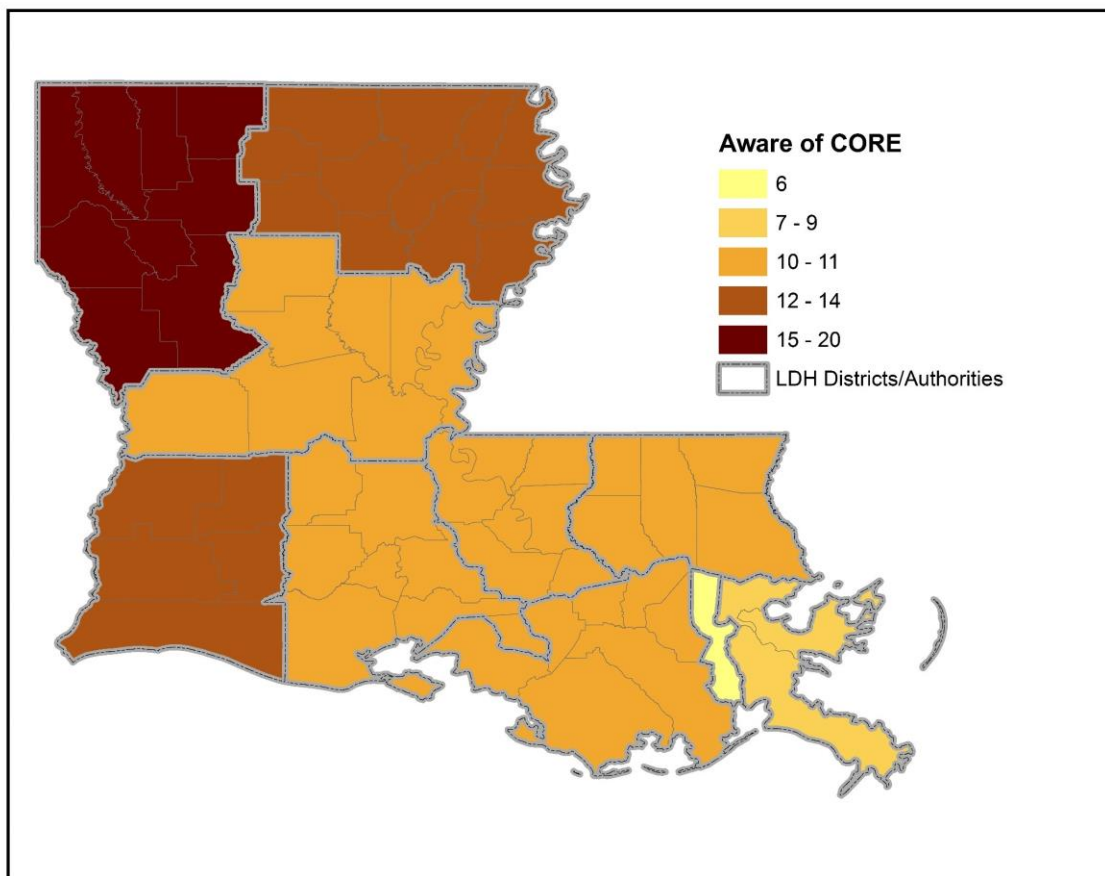 Aware of CORE
6
7 - 9
10 - 11
12 - 14
15 - 20
LDH Districts/Authorities